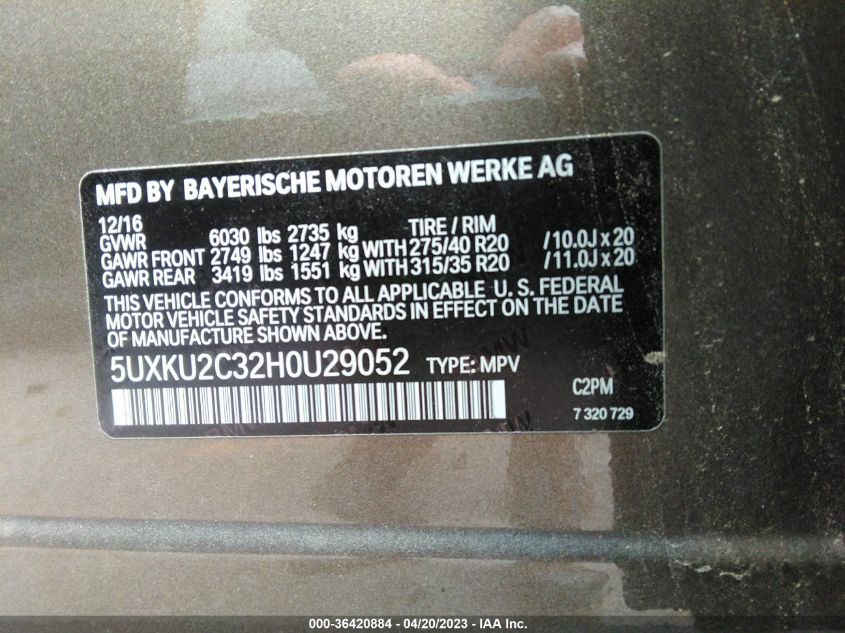 MFD BY BAYERISCHE MOTOREN WERKE AG
12/16 TIRE / RIM
GVWR 6030 lbs 2735 kg
GAWR FRONT 2749 lbs 1247 kg WITH 275/40 R20 /10.0J x 20
GAWR REAR 3419 lbs 1551 kg WITH 315/35 R20 /11.0J x 20
THIS VEHICLE CONFORMS TO ALL APPLICABLE U. S. FEDERAL
MOTOR VEHICLE SAFETY STANDARDS IN EFFECT ON THE DATE
OF MANUFACTURE SHOWN ABOVE.
5UXKU2C32H0U29052 TYPE: MPV
C2PM
7 320 729
000-36420884 - 04/20/2023 - IAA Inc.